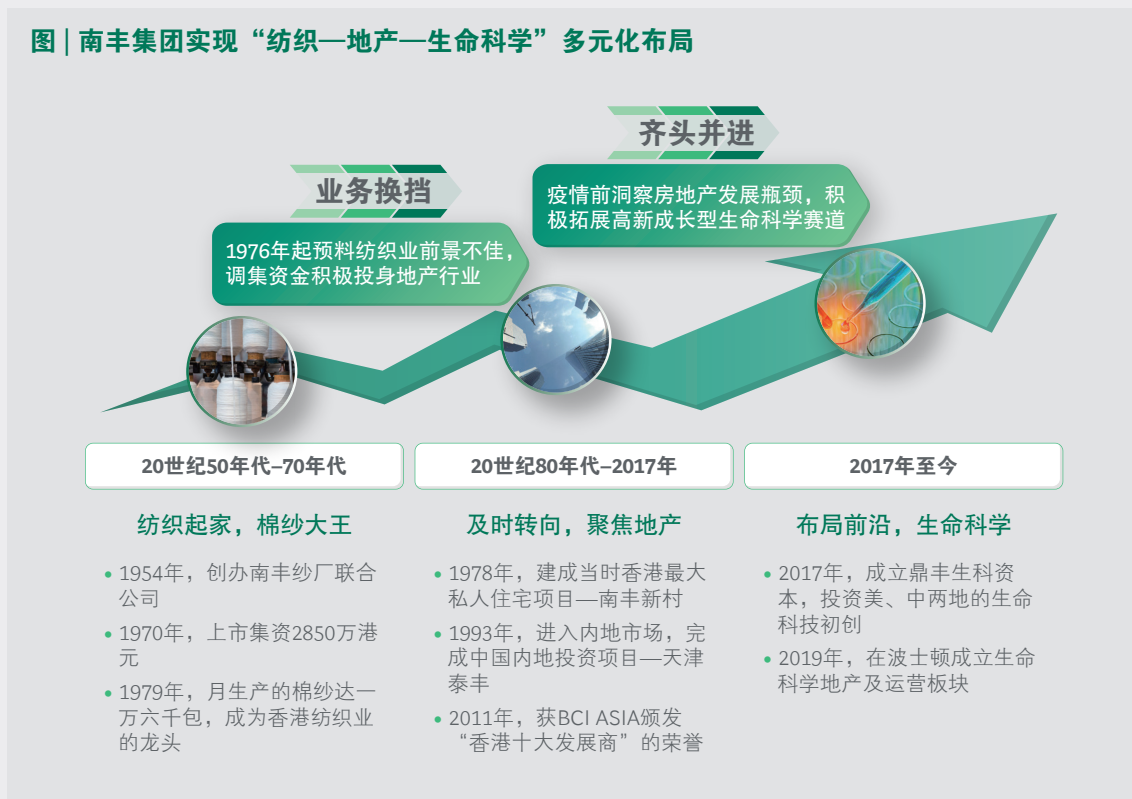 图 | 南丰集团实现“纺织—地产—生命科学”多元化布局
齐头并进
疫情前洞察房地产发展瓶颈，积
极拓展高新成长型生命科学赛道
业务换挡
1976年起预料纺织业前景不佳，
调集资金积极投身地产行业
20世纪50年代–70年代
纺织起家，棉纱大王
• 1954年，创办南丰纱厂联合
公司
• 1970年，上市集资2850万港
元
• 1979年，月生产的棉纱达一
万六千包，成为香港纺织业
的龙头
20世纪80年代–2017年
及时转向，聚焦地产
• 1978年，建成当时香港最大
私人住宅项目—南丰新村
• 1993年，进入内地市场，完
成中国内地投资项目—天津
泰丰
• 2011年，获BCI ASIA颁发
“香港十大发展商”的荣誉
2017年至今
布局前沿，生命科学
• 2017年，成立鼎丰生科资
本，投资美、中两地的生命
科技初创
• 2019年，在波士顿成立生命
科学地产及运营板块